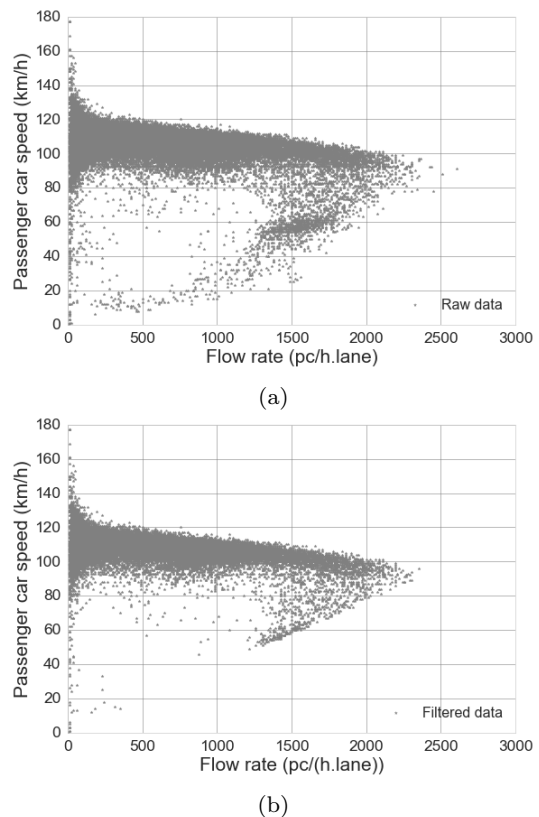 180
160
140
120
100
80
60
40
20
0
Passenger car speed (km/h)
Raw data
0 500 1000 1500 2000 2500 3000
Flow rate (pc/h.lane)
(a)
180
160
140
120
100
80
60
40
20
0
Passenger car speed (km/h)
Filtered data
0 500 1000 1500 2000 2500 3000
Flow rate (pc/(h.lane))
(b)